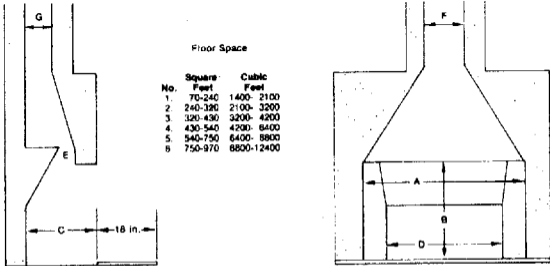 G
F
Floor Space
Square Cubic
No. Feet Feet
1. 70-240 1400- 2100
2. 240-320 2100- 3200
3. 320-430 3200- 4200
4. 430-540 4200- 6400
5. 540-750 6400- 8800
6 750-970 8800-12400
E
A
B
C
18 in.
D